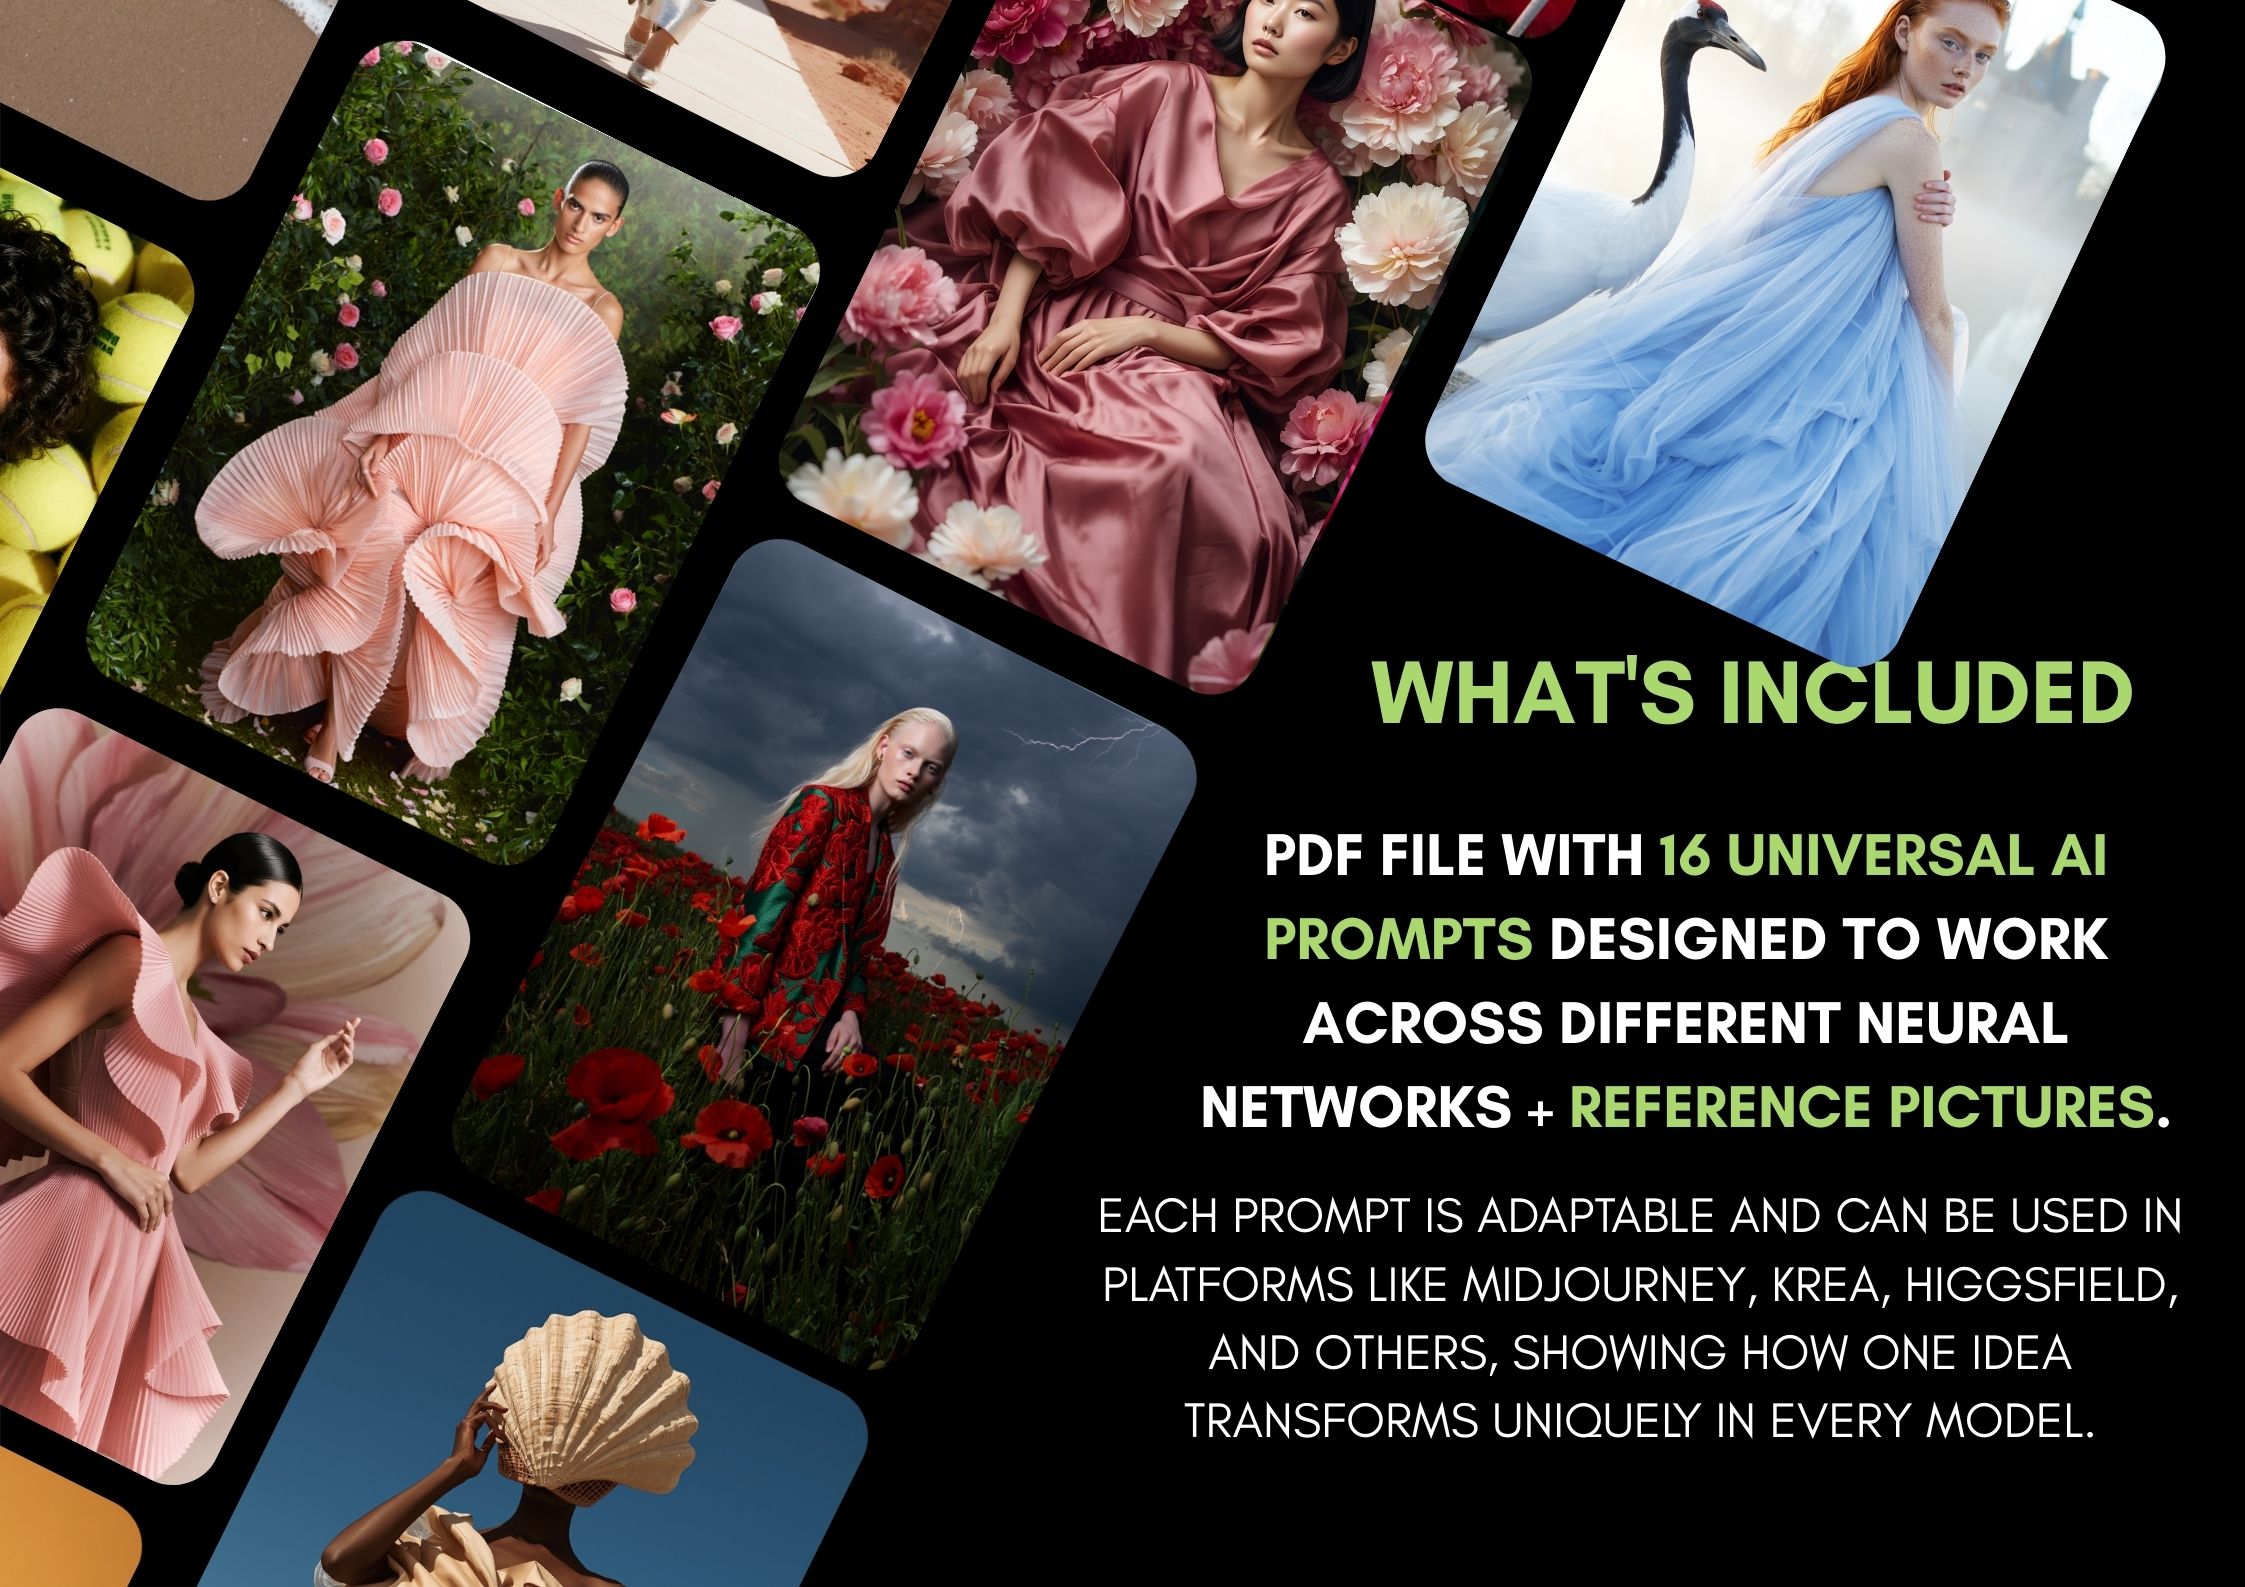 WHAT'S INCLUDED
PDF FILE WITH 16 UNIVERSAL AI
PROMPTS DESIGNED TO WORK
ACROSS DIFFERENT NEURAL
NETWORKS + REFERENCE PICTURES.
EACH PROMPT IS ADAPTABLE AND CAN BE USED IN
PLATFORMS LIKE MIDJOURNEY, KREA, HIGGSFIELD,
AND OTHERS, SHOWING HOW ONE IDEA
TRANSFORMS UNIQUELY IN EVERY MODEL.